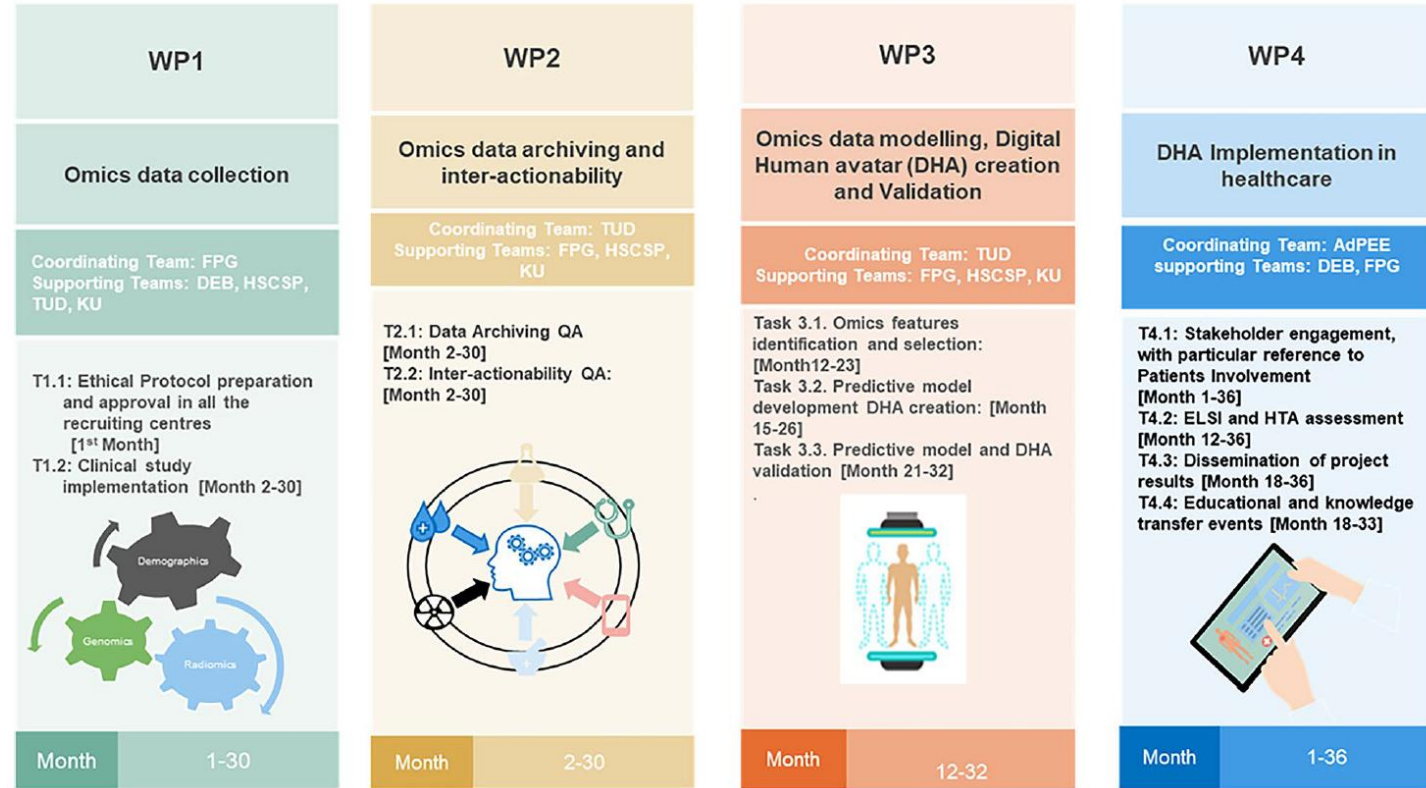 WP1
Omics data collection
Coordinating Team: FPG
Supporting Teams: DEB, HSCSP,
TUD, KU
T1.1: Ethical Protocol preparation
and approval in all the
recruiting centres
[1st Month]
T1.2: Clinical study
implementation [Month 2-30]
Demographics
Genomics
Radiomics
Month
1-30
WP2
Omics data archiving and
inter-actionability
Coordinating Team: TUD
Supporting Teams: FPG, HSCSP,
KU
T2.1: Data Archiving QA
[Month 2-30]
T2.2: Inter-actionability QA:
[Month 2-30]
Month
2-30
WP3
Omics data modelling, Digital
Human avatar (DHA) creation
and Validation
Coordinating Team: TUD
Supporting Teams: FPG, HSCSP, KU
Task 3.1. Omics features
identification and selection:
[Month12-23]
Task 3.2. Predictive model
development DHA creation: [Month
15-26]
Task 3.3. Predictive model and DHA
validation [Month 21-32]
.
Month
12-32
WP4
DHA Implementation in
healthcare
Coordinating Team: AdPEE
supporting Teams: DEB, FPG
T4.1: Stakeholder engagement,
with particular reference to
Patients Involvement
[Month 1-36]
T4.2: ELSI and HTA assessment
[Month 12-36]
T4.3: Dissemination of project
results [Month 18-36]
T4.4: Educational and knowledge
transfer events [Month 18-33]
Month
1-36